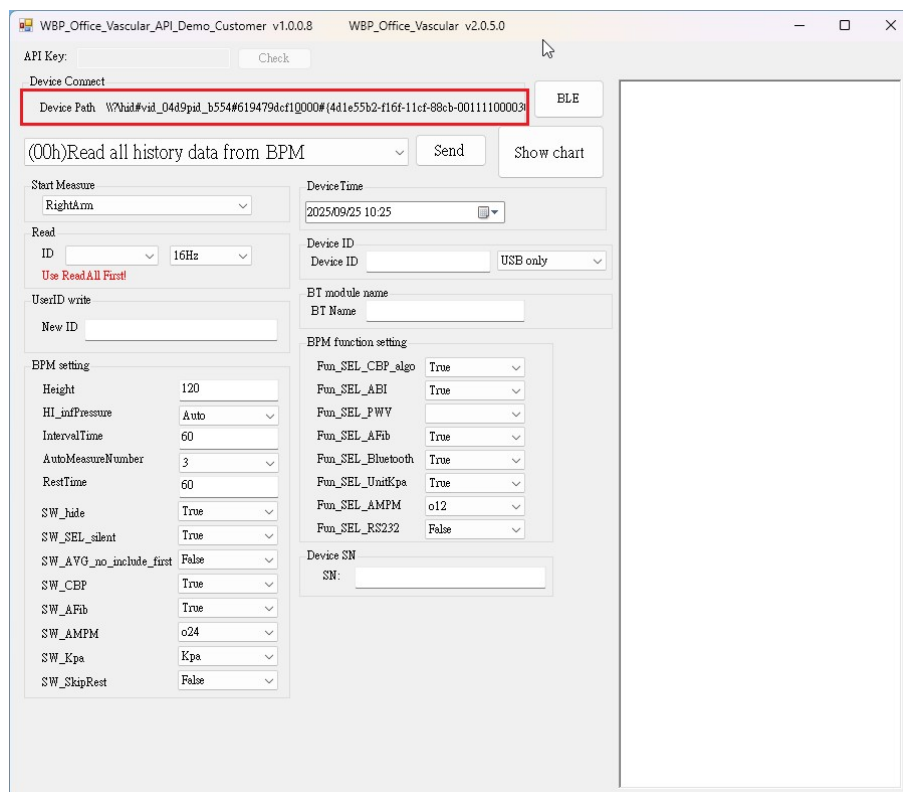 WBP_Office_Vascular_API_Demo_Customer v1.0.0.8 WBP_Office_Vascular v2.0.5.0
API Key: Check
Device Connect
Device Path \\?\hid#vid_04d9pid_b554#619479dcf10000#{4d1e55b2-f16f-11cf-88cb-001111000030
BLE
(00h)Read all history data from BPM Send Show chart
Start Measure
RightArm
Read
ID 16Hz
Use ReadAll First!
UserID write
New ID
BPM setting
Height 120
HI_infPressure Auto
IntervalTime 60
AutoMeasureNumber 3
RestTime 60
SW_hide True
SW_SEL_silent True
SW_AVG_no_include_first False
SW_CBP True
SW_AFib True
SW_AMPM o24
SW_Kpa Kpa
SW_SkipRest False
DeviceTime
2025/09/25 10:25
Device ID
Device ID USB only
BT module name
BT Name
BPM function setting
Fun_SEL_CBP_algo True
Fun_SEL_ABI True
Fun_SEL_PWV
Fun_SEL_AFib True
Fun_SEL_Bluetooth True
Fun_SEL_UnitKpa True
Fun_SEL_AMPM o12
Fun_SEL_RS232 False
Device SN
SN: